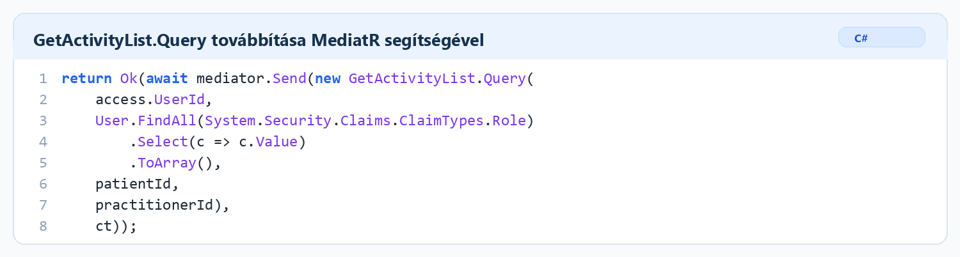 GetActivityList.Query továbbítása MediatR segítségével
C#
1 return Ok(await mediator.Send(new GetActivityList.Query(
2     access.UserId,
3     User.FindAll(System.Security.Claims.ClaimTypes.Role)
4         .Select(c => c.Value)
5         .ToArray(),
6     patientId,
7     practitionerId),
8     ct));